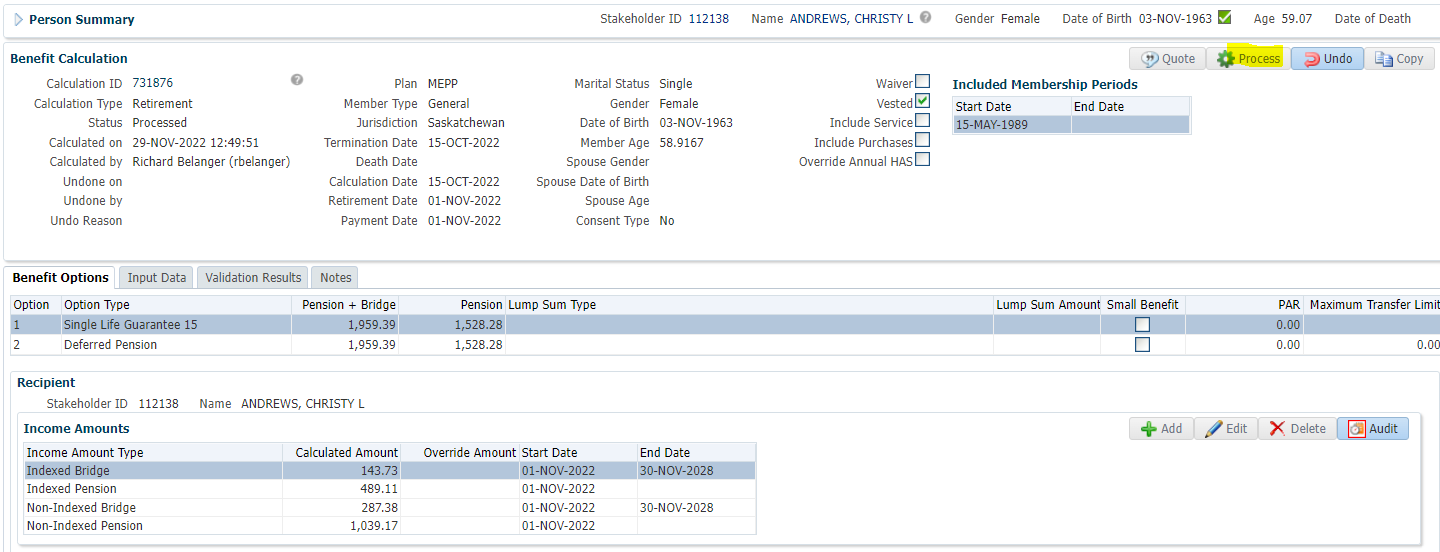 Person Summary Stakeholder ID 112138 Name ANDREWS, CHRISTY L Gender Female Date of Birth 03-NOV-1963 Age 59.07 Date of Death
Benefit Calculation Quote Process Undo Copy
Calculation ID 731876 Plan MEPP Marital Status Single Waiver Included Membership Periods
Calculation Type Retirement Member Type General Gender Female Vested Start Date End Date
Status Processed Jurisdiction Saskatchewan Date of Birth 03-NOV-1963 Include Service 15-MAY-1989
Calculated on 29-NOV-2022 12:49:51 Termination Date 15-OCT-2022 Member Age 58.9167 Include Purchases
Calculated by Richard Belanger (rbelanger) Death Date Spouse Gender Override Annual HAS
Undone on Calculation Date 15-OCT-2022 Spouse Date of Birth
Undone by Retirement Date 01-NOV-2022 Spouse Age
Undo Reason Payment Date 01-NOV-2022 Consent Type No
Benefit Options Input Data Validation Results Notes
Option Option Type Pension + Bridge Pension Lump Sum Type Lump Sum Amount Small Benefit PAR Maximum Transfer Limit
1 Single Life Guarantee 15 1,959.39 1,528.28 0.00
2 Deferred Pension 1,959.39 1,528.28 0.00 0.00
Recipient
Stakeholder ID 112138 Name ANDREWS, CHRISTY L
Income Amounts Add Edit Delete Audit
Income Amount Type Calculated Amount Override Amount Start Date End Date
Indexed Bridge 143.73 01-NOV-2022 30-NOV-2028
Indexed Pension 489.11 01-NOV-2022
Non-Indexed Bridge 287.38 01-NOV-2022 30-NOV-2028
Non-Indexed Pension 1,039.17 01-NOV-2022